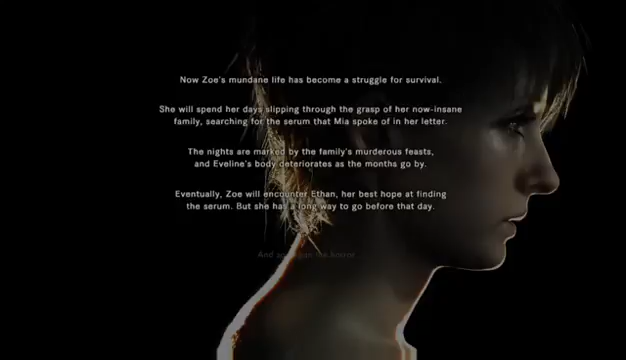 Now Zoe's mundane life has become a struggle for survival.
She will spend her days slipping through the grasp of her now-insane
family, searching for the serum that Mia spoke of in her letter.
The nights are marked by the family's murderous feasts,
and Eveline's body deteriorates as the months go by.
Eventually, Zoe will encounter Ethan, her best hope at finding
the serum. But she has a long way to go before that day.
And